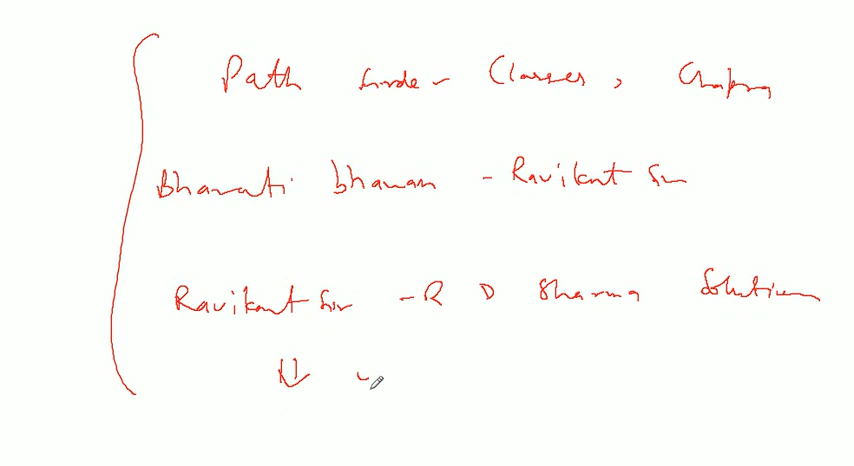 Path Finder Classes, Chapra
Bharati bhawan - Ravikant Sir
Ravikant Sir - R D Sharma Solution